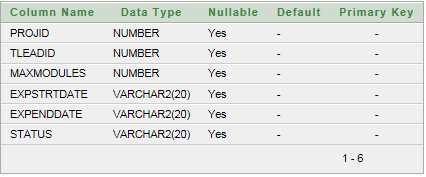 Column Name Data Type Nullable Default Primary Key
PROJID NUMBER Yes - -
TLEADID NUMBER Yes - -
MAXMODULES NUMBER Yes - -
EXPSTRTDATE VARCHAR2(20) Yes - -
EXPENDDATE VARCHAR2(20) Yes - -
STATUS VARCHAR2(20) Yes - -
1 - 6